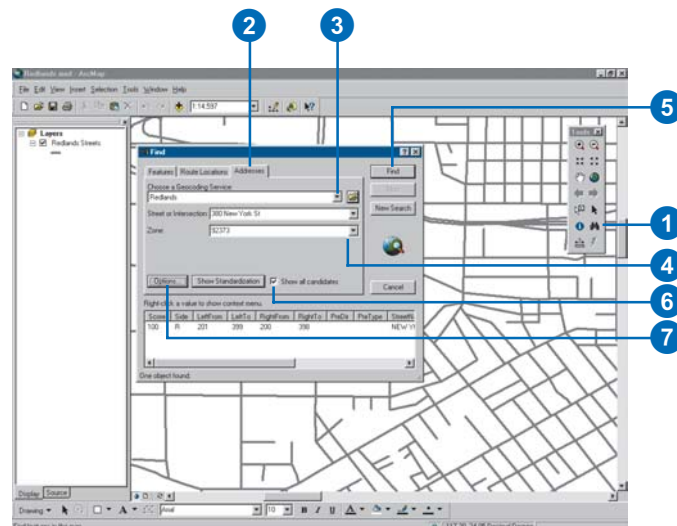 2 3
Redlands.mxd - ArcMap
File Edit View Insert Selection Tools Window Help
1:14,597
5
Layers
Redlands Streets
Tools
Find
Features Route Locations Addresses
Find
Choose a Geocoding Service:
Redlands
New Search
Street or Intersection: 380 New York St
Zone: 92373
1
4
Options... Show Standardization Show all candidates
Cancel
6
Right-click a value to show context menu.
7
Score Side LeftFrom LeftTo RightFrom RightTo PreDir PreType StreetN
100 R 201 399 200 398 NEW Y
One object found.
Display Source
Drawing A Arial 10 B I U A